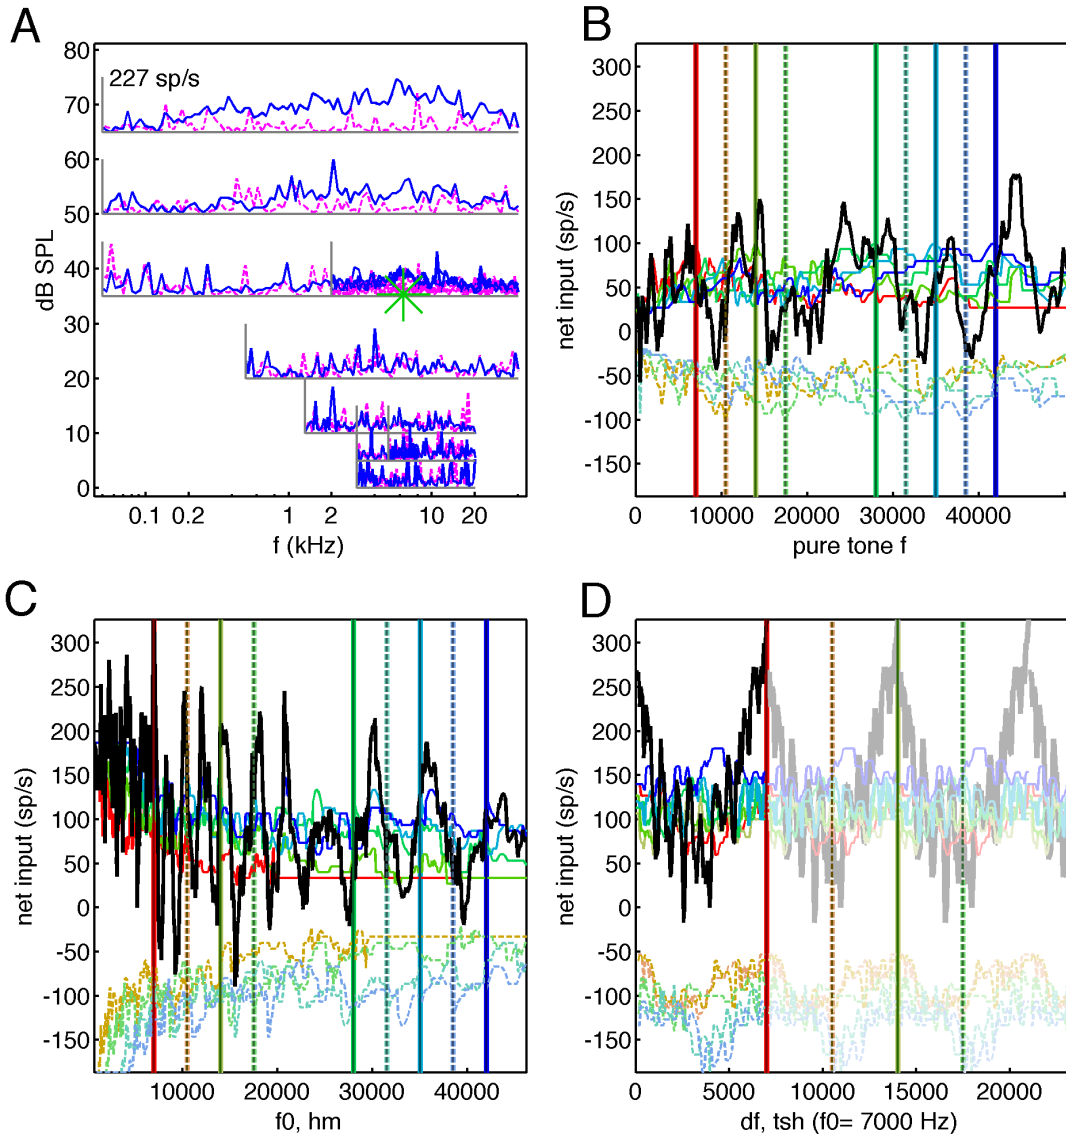 A
80
70
60
50
40
30
20
10
0
227 sp/s
dB SPL
0.1 0.2 1 2 10 20
f (kHz)
B
300
250
200
150
100
50
0
-50
-100
-150
net input (sp/s)
0 10000 20000 30000 40000
pure tone f
C
300
250
200
150
100
50
0
-50
-100
-150
net input (sp/s)
10000 20000 30000 40000
f0, hm
D
300
250
200
150
100
50
0
-50
-100
-150
net input (sp/s)
0 5000 10000 15000 20000
df, tsh (f0= 7000 Hz)